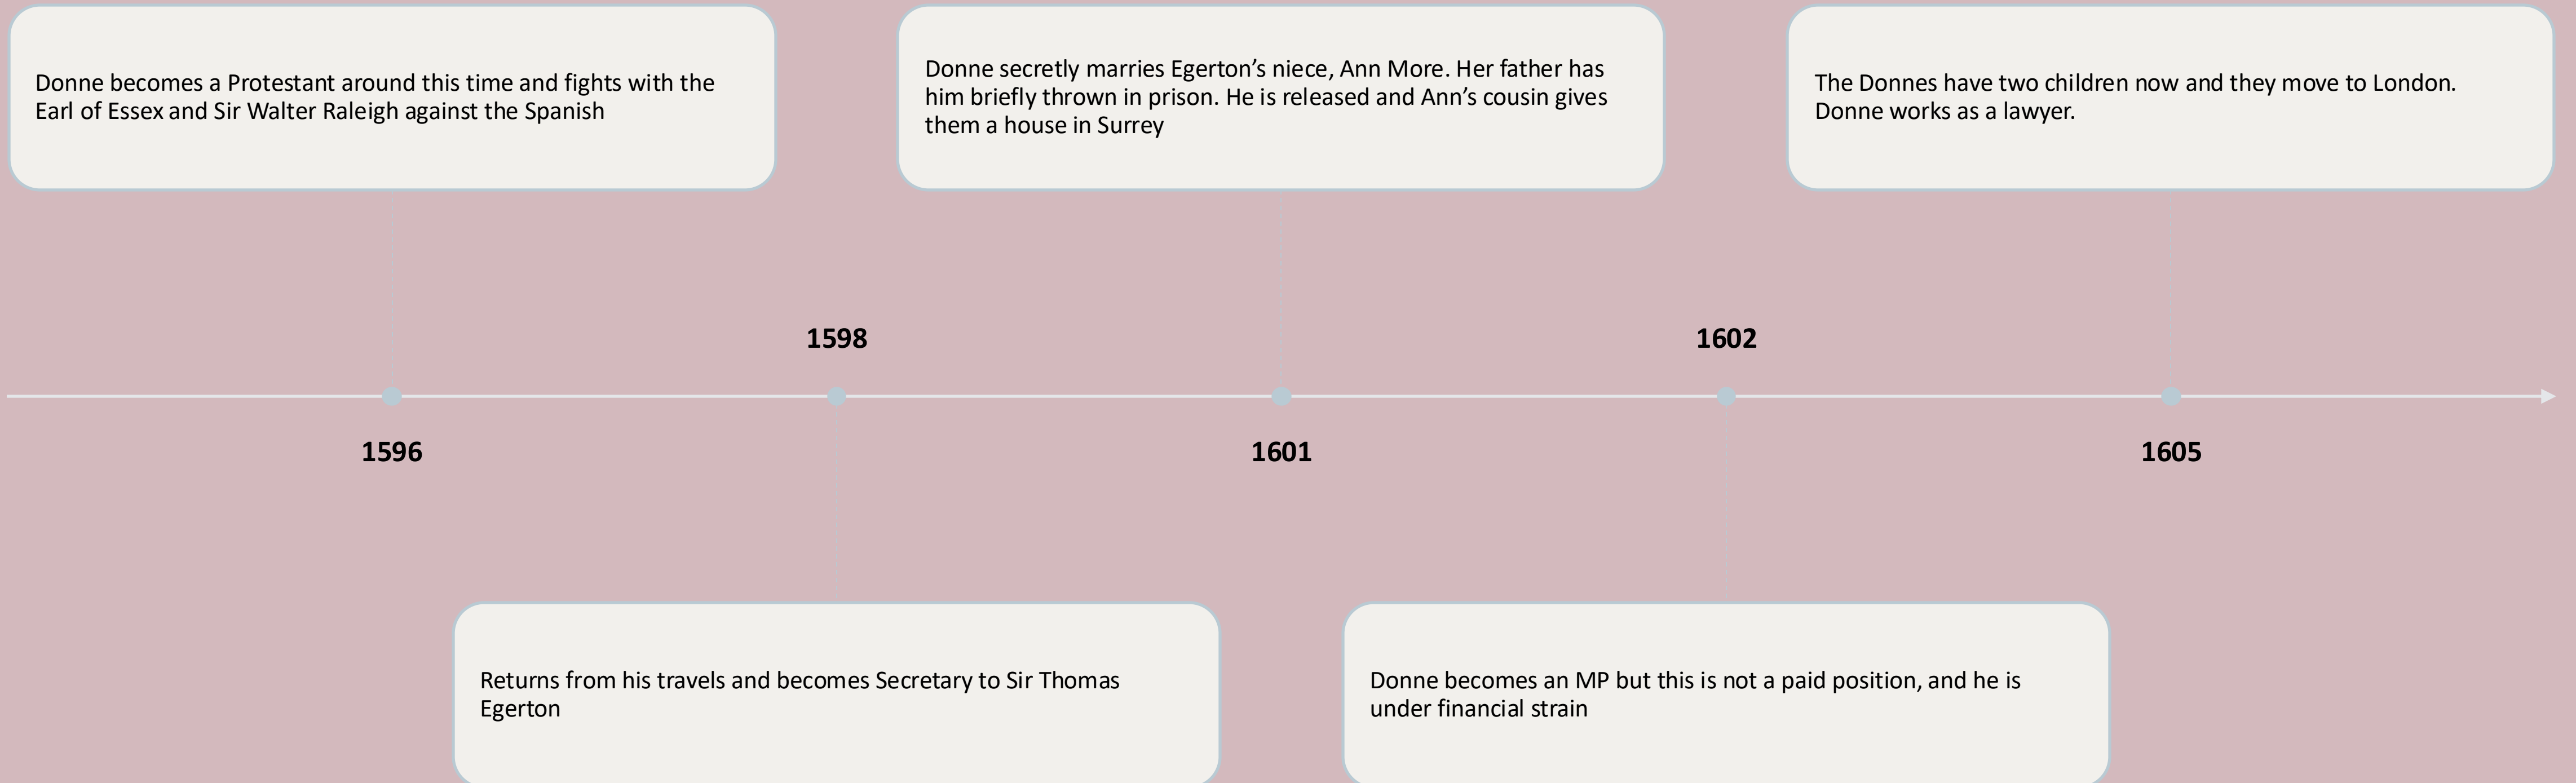 Donne becomes a Protestant around this time and fights with the
Earl of Essex and Sir Walter Raleigh against the Spanish
1596
1598
Returns from his travels and becomes Secretary to Sir Thomas
Egerton
Donne secretly marries Egerton’s niece, Ann More. Her father has
him briefly thrown in prison. He is released and Ann’s cousin gives
them a house in Surrey
1601
1602
Donne becomes an MP but this is not a paid position, and he is
under financial strain
The Donnes have two children now and they move to London.
Donne works as a lawyer.
1605